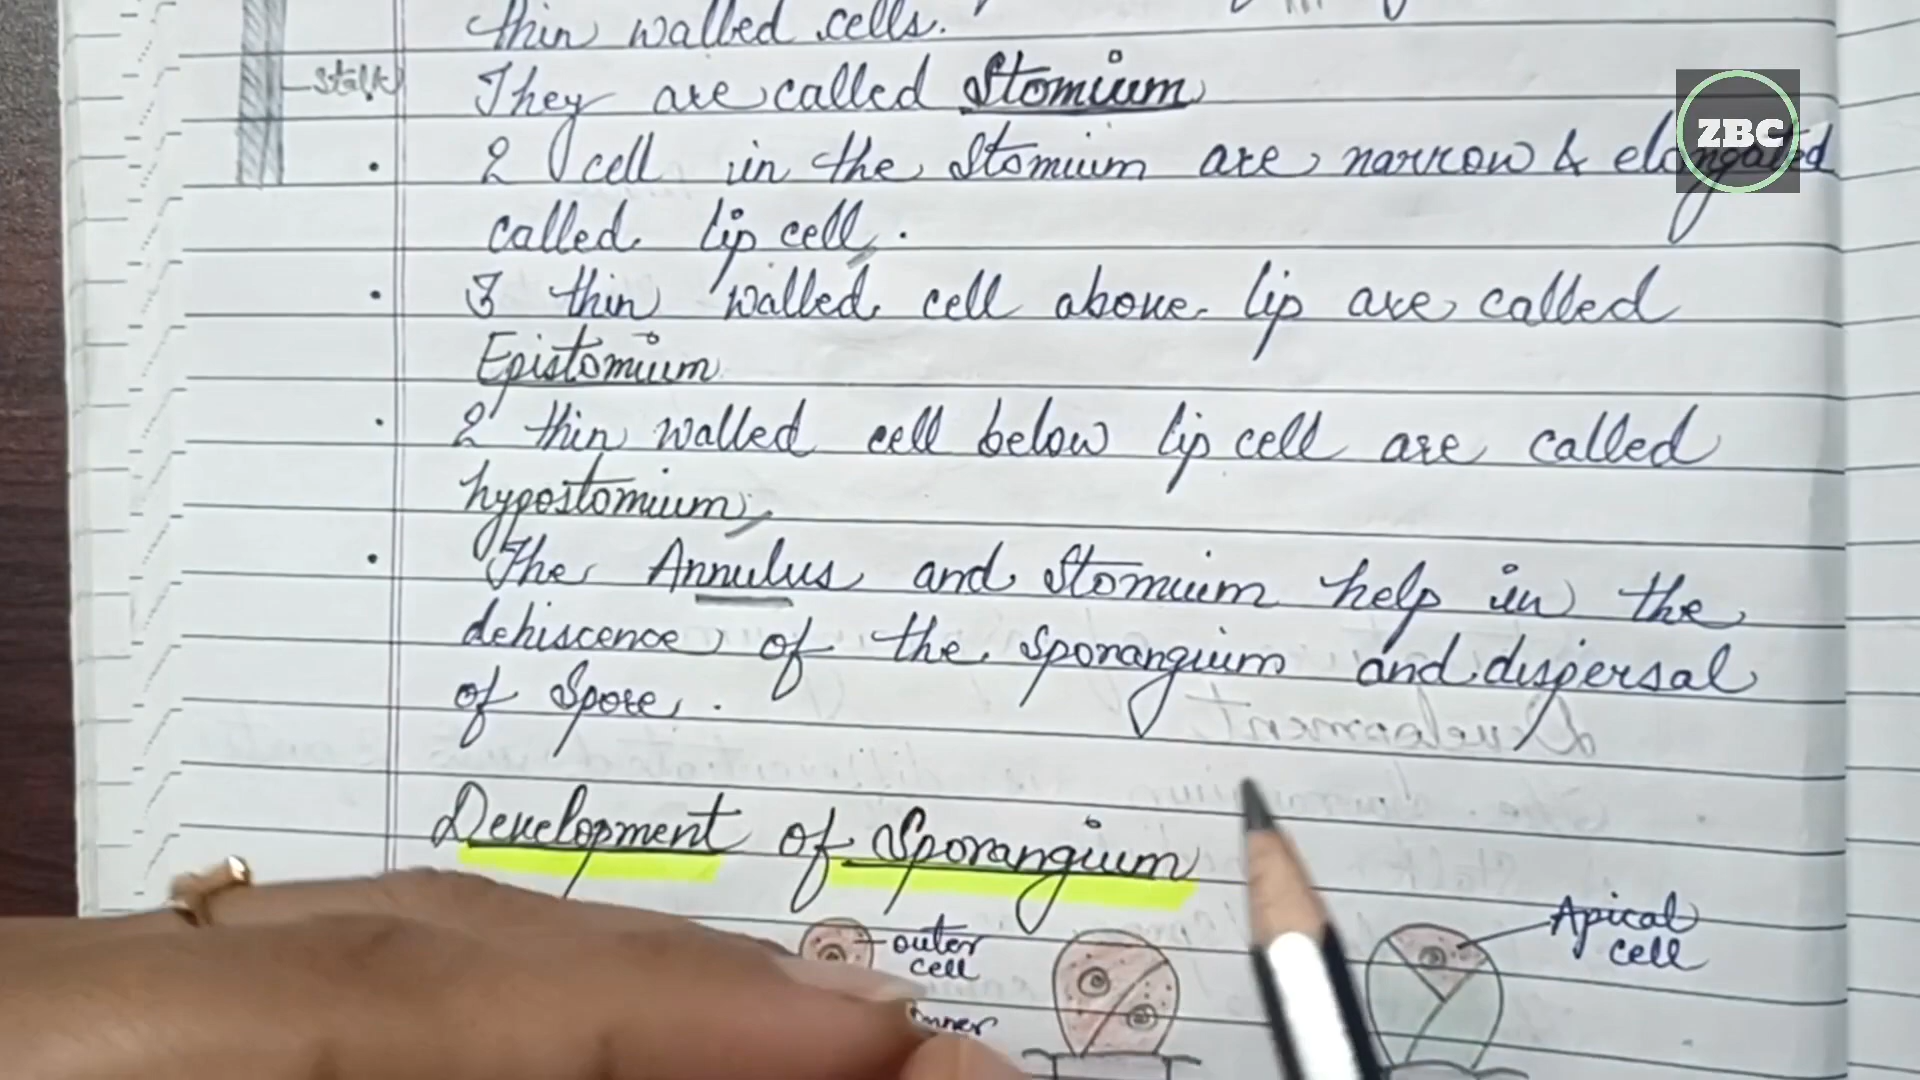 thin walled cells.
Stalk
They are called Stomium
ZBC
2 cell in the Stomium are narrow & elongated
called lip cell.
3 thin walled cell above lip are called
Epistomium
2 thin walled cell below lip cell are called
hypostomium
The Annulus and Stomium help in the
dehiscence of the Sporangium and dispersal
of Spore.
Development of Sporangium
outer
cell
inner
Apical
cell